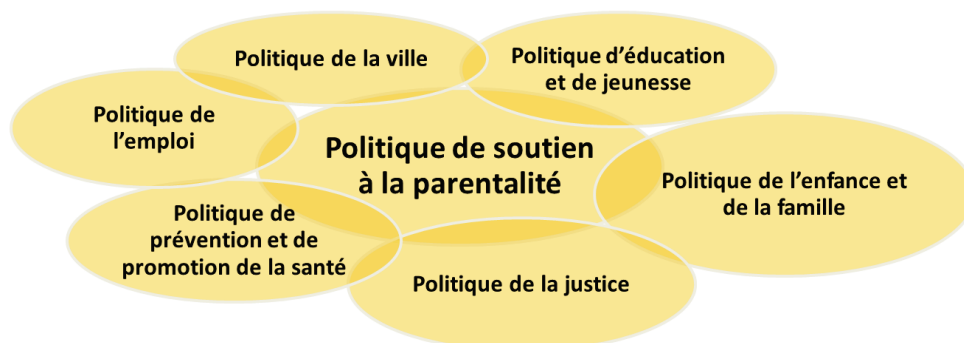 Politique de la ville
Politique d'éducation
et de jeunesse
Politique de
l'emploi
Politique de soutien
à la parentalité
Politique de l'enfance et
de la famille
Politique de
prévention et de
promotion de la santé
Politique de la justice